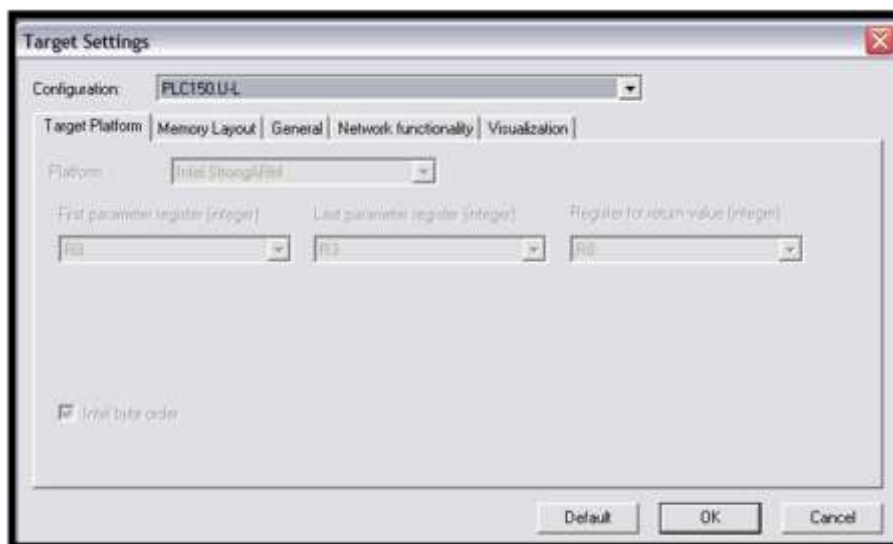 Target Settings
Configuration: PLC150.U-L
Target Platform Memory Layout General Network functionality Visualization
Platform: Intel StrongARM
First parameter register (integer) Last parameter register (integer) Register for return value (integer)
R0 R3 R0
Intel byte order
Default OK Cancel